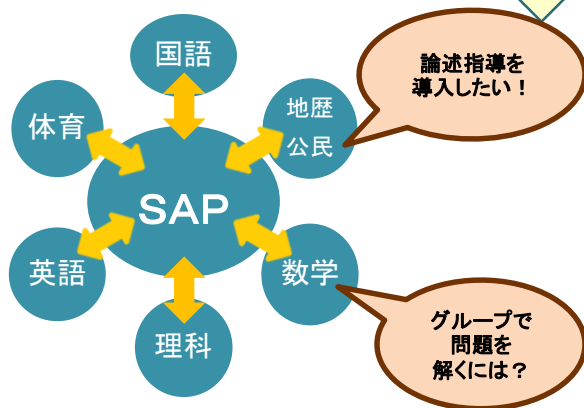 国語
論述指導を
導入したい！
体育
地歴
公民
SAP
英語
数学
理科
グループで
問題を
解くには？